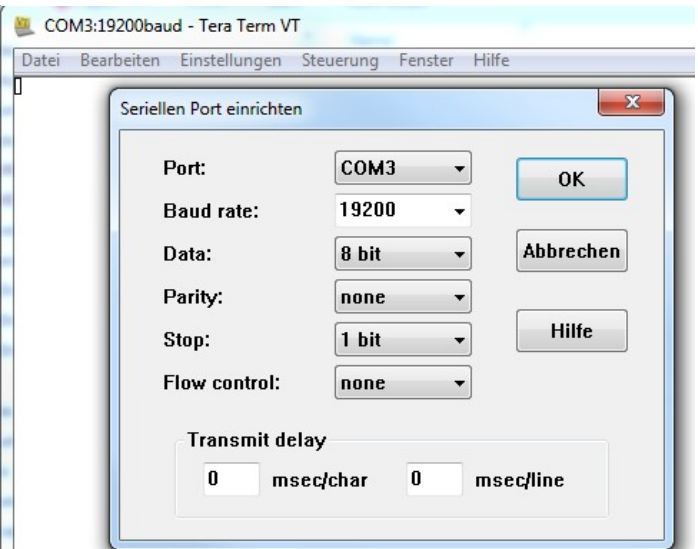 COM3:19200baud - Tera Term VT
Datei Bearbeiten Einstellungen Steuerung Fenster Hilfe
Seriellen Port einrichten
Port: COM3 OK
Baud rate: 19200
Data: 8 bit Abbrechen
Parity: none
Stop: 1 bit Hilfe
Flow control: none
Transmit delay
0 msec/char 0 msec/line